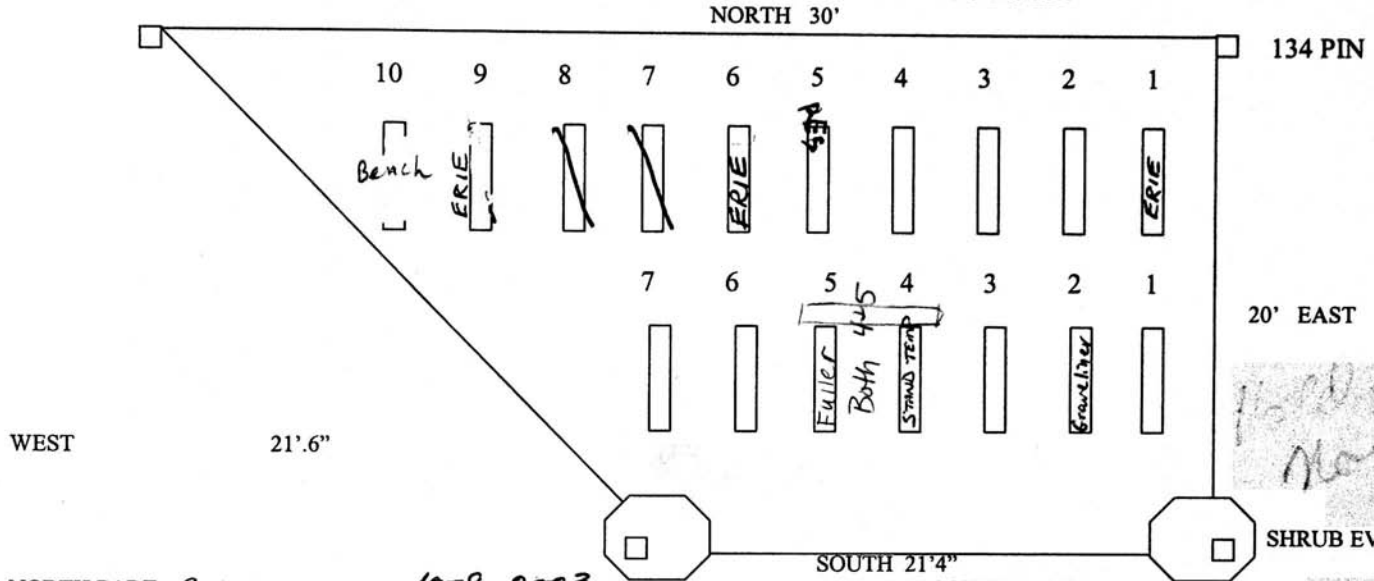 NORTH 30'
134 PIN
10 9 8 7 6 5 4 3 2 1
Bench
ERIE
ERIE
ERIE
7 6 5 4 3 2 1
20' EAST
Fuller
Both 4+5
STAND TEMP
Graveliner
WEST 21'.6"
SHRUB EV
SOUTH 21'4"